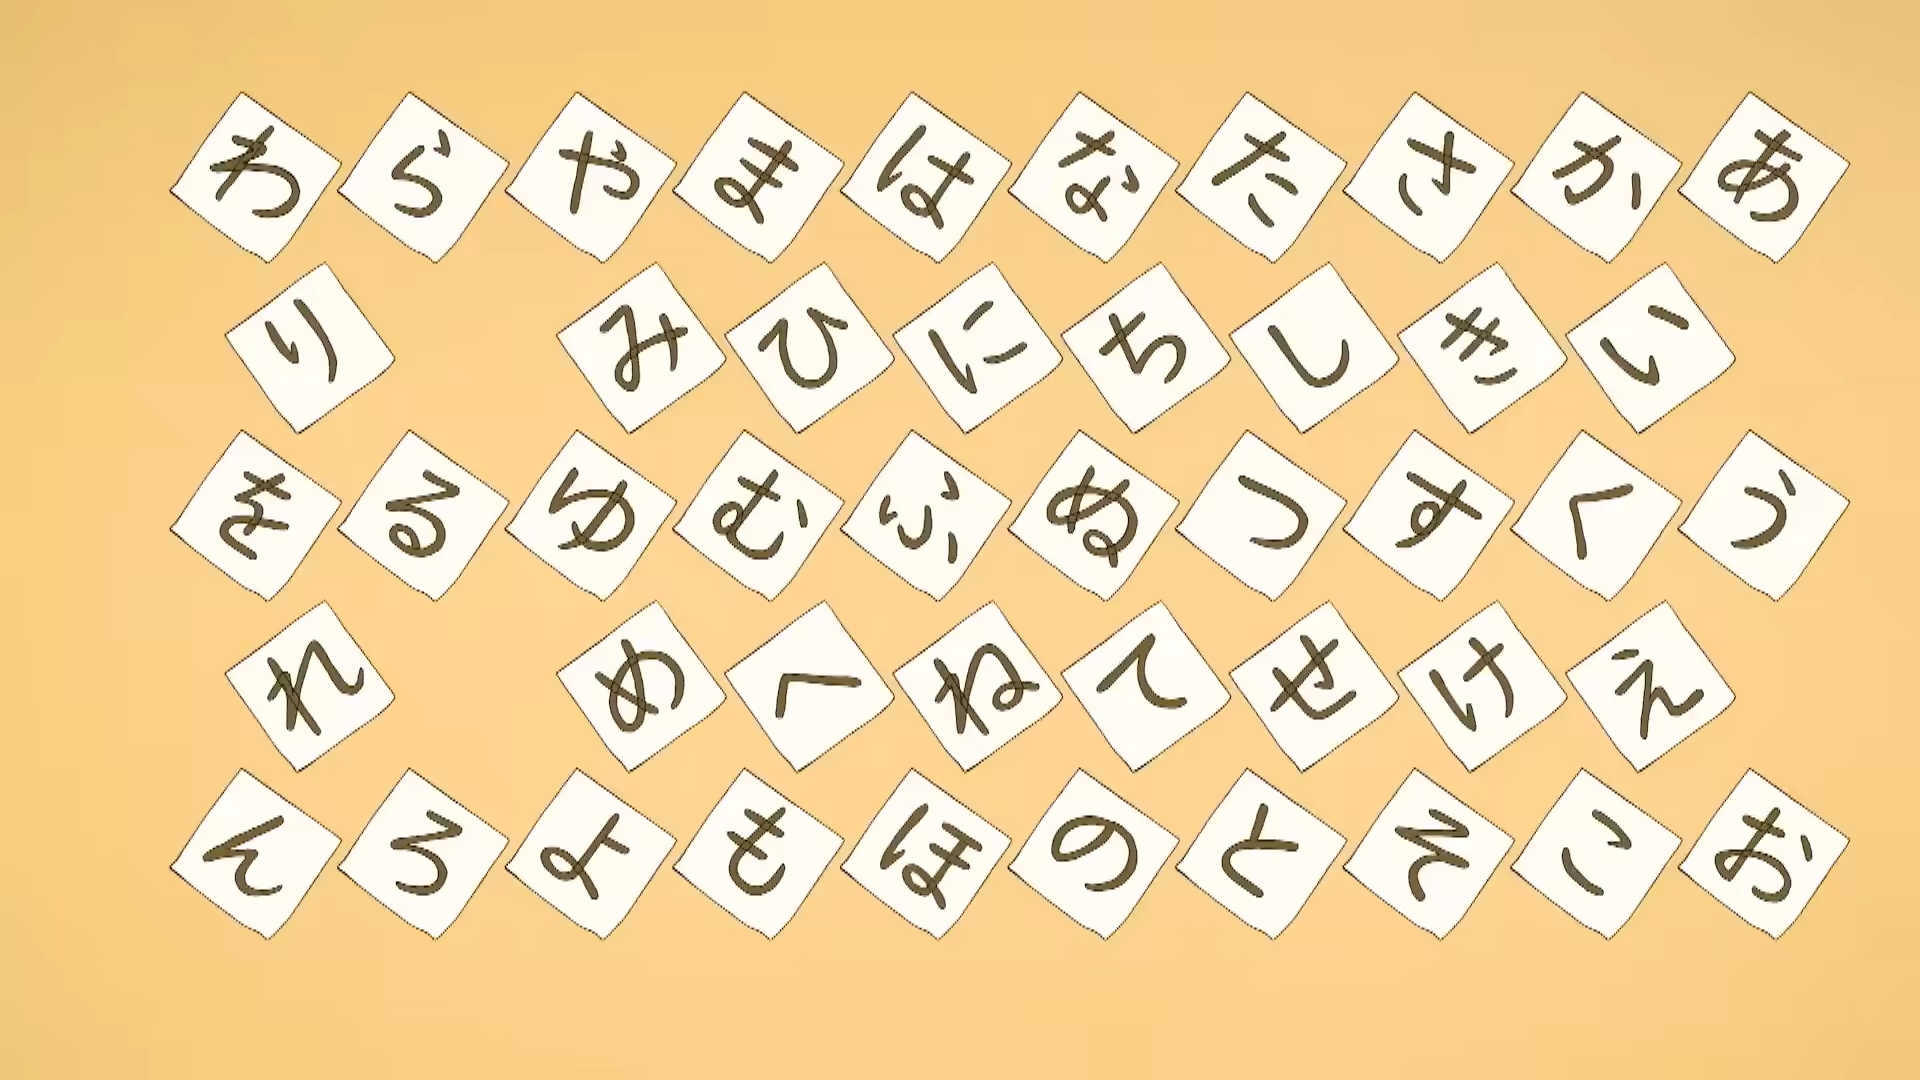 わらやまはなたさかあ
りみひにちしきい
をるゆむふぬつすくう
れめへねてせけえ
んろよもほのとそこお